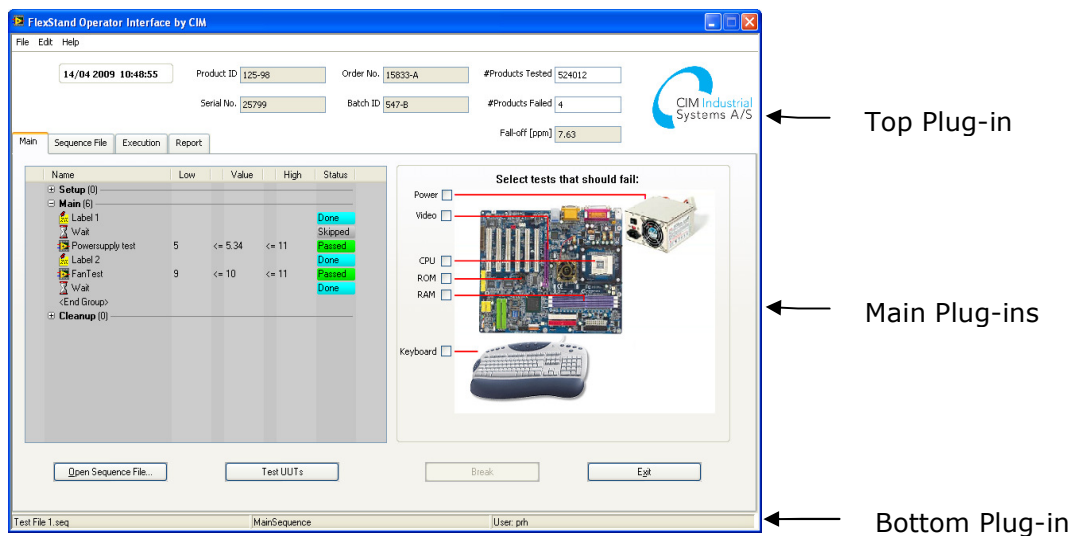 FlexStand Operator Interface by CIM
File Edit Help
14/04 2009 10:48:55
Product ID 125-98
Order No. 15833-A
#Products Tested 524012
Serial No. 25799
Batch ID 547-B
#Products Failed 4
Fall-off [ppm] 7.63
CIM Industrial
Systems A/S
Top Plug-in
Main Sequence File Execution Report
Name Low Value High Status
Setup (0)
Main (6)
Label 1 Done
Wait Skipped
Powersupply test 5 <= 5.34 <= 11 Passed
Label 2 Done
FanTest 9 <= 10 <= 11 Passed
Wait Done
<End Group>
Cleanup (0)
Select tests that should fail:
Power
Video
CPU
ROM
RAM
Keyboard
Main Plug-ins
Open Sequence File...
Test UUTs
Break
Exit
Test File 1.seq
MainSequence
User: prh
Bottom Plug-in